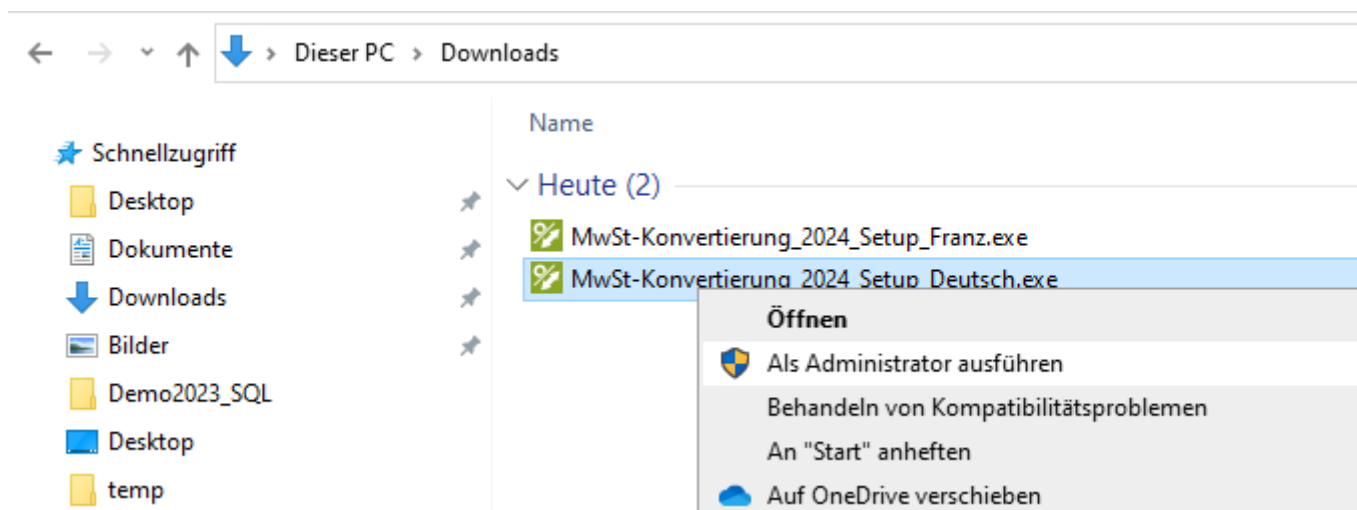 Dieser PC > Downloads
Name
Schnellzugriff
Desktop
Dokumente
Downloads
Bilder
Demo2023_SQL
Desktop
temp
Heute (2)
MwSt-Konvertierung_2024_Setup_Franz.exe
MwSt-Konvertierung_2024_Setup_Deutsch.exe
Öffnen
Als Administrator ausführen
Behandeln von Kompatibilitätsproblemen
An "Start" anheften
Auf OneDrive verschieben